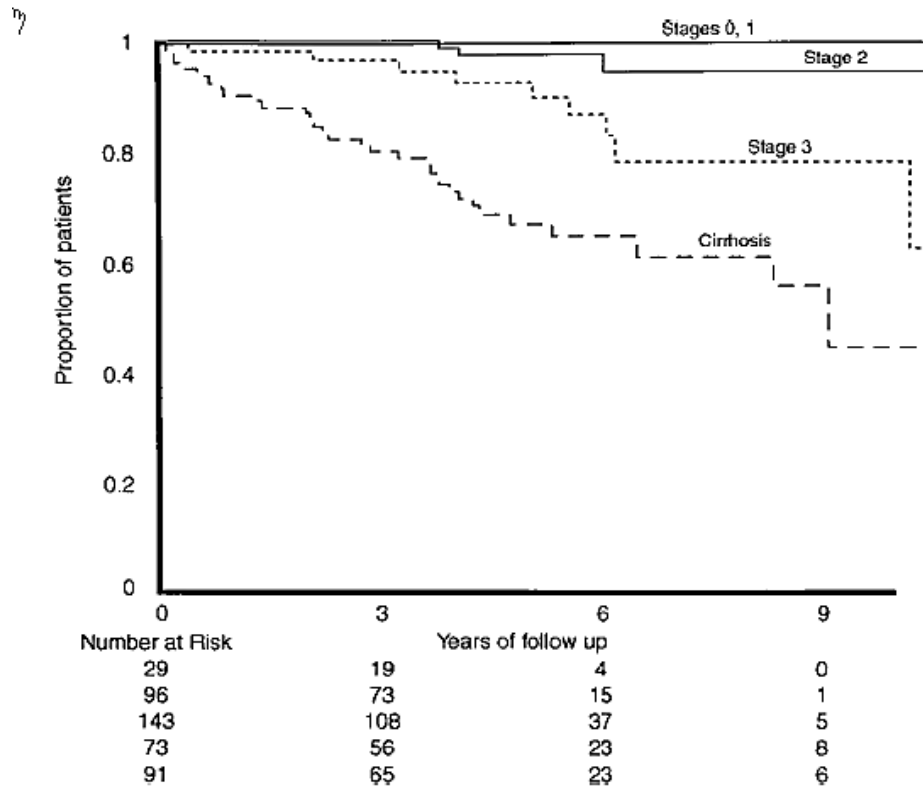 η
Stages 0, 1
1
Stage 2
0.8
Stage 3
Proportion of patients
0.6
Cirrhosis
0.4
0.2
0
0 3 6 9
Number at Risk Years of follow up
29 19 4 0
96 73 15 1
143 108 37 5
73 56 23 8
91 65 23 6